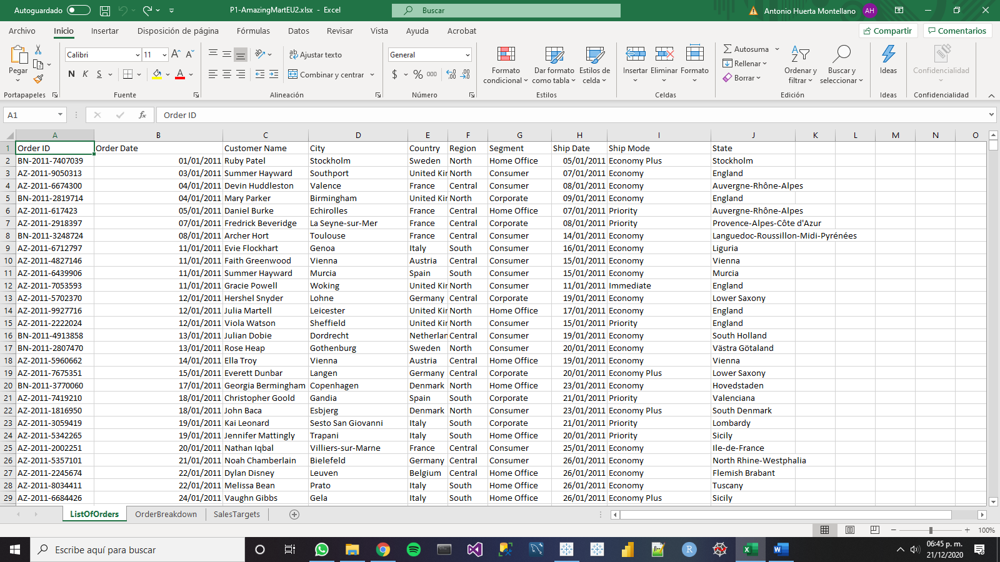 Autoguardado P1-AmazingMartEU2.xlsx - Excel Buscar Antonio Huerta Montellano AH
Archivo Inicio Insertar Disposición de página Fórmulas Datos Revisar Vista Ayuda Acrobat Compartir Comentarios
Pegar Calibri 11 Ajustar texto General Formato condicional Dar formato como tabla Estilos de celda Insertar Eliminar Formato Autosuma Rellenar Borrar Ordenary filtrar Buscar y seleccionar Ideas Confidencialidad
N K S Combinar y centrar $ % 000
Portapapeles Fuente Alineación Número Estilos Celdas Edición Ideas Confidencialidad
A1 fx Order ID
A B C D E F G H I J K L M N O
1 Order ID Order Date Customer Name City Country Region Segment Ship Date Ship Mode State
2 BN-2011-7407039 01/01/2011 Ruby Patel Stockholm Sweden North Home Office 05/01/2011 Economy Plus Stockholm
3 AZ-2011-9050313 03/01/2011 Summer Hayward Southport United Kin North Consumer 07/01/2011 Economy England
4 AZ-2011-6674300 04/01/2011 Devin Huddleston Valence France Central Consumer 08/01/2011 Economy Auvergne-Rhône-Alpes
5 BN-2011-2819714 04/01/2011 Mary Parker Birmingham United Kin North Corporate 09/01/2011 Economy England
6 AZ-2011-617423 05/01/2011 Daniel Burke Echirolles France Central Home Office 07/01/2011 Priority Auvergne-Rhône-Alpes
7 AZ-2011-2918397 07/01/2011 Fredrick Beveridge La Seyne-sur-Mer France Central Corporate 08/01/2011 Priority Provence-Alpes-Côte d'Azur
8 BN-2011-3248724 08/01/2011 Archer Hort Toulouse France Central Consumer 14/01/2011 Economy Languedoc-Roussillon-Midi-Pyrénées
9 AZ-2011-6712797 11/01/2011 Evie Flockhart Genoa Italy South Consumer 16/01/2011 Economy Liguria
10 AZ-2011-4827146 11/01/2011 Faith Greenwood Vienna Austria Central Consumer 15/01/2011 Economy Vienna
11 AZ-2011-6439906 11/01/2011 Summer Hayward Murcia Spain South Consumer 15/01/2011 Economy Murcia
12 AZ-2011-7053593 11/01/2011 Gracie Powell Woking United Kin North Consumer 11/01/2011 Immediate England
13 AZ-2011-5702370 12/01/2011 Hershel Snyder Lohne Germany Central Corporate 19/01/2011 Economy Lower Saxony
14 AZ-2011-9927716 12/01/2011 Julia Martell Leicester United Kin North Home Office 17/01/2011 Economy England
15 AZ-2011-2222024 12/01/2011 Viola Watson Sheffield United Kin North Consumer 15/01/2011 Priority England
16 BN-2011-4913858 13/01/2011 Julian Dobie Dordrecht Netherlan Central Consumer 19/01/2011 Economy South Holland
17 BN-2011-2807470 13/01/2011 Rose Heap Gothenburg Sweden North Consumer 20/01/2011 Economy Västra Götaland
18 AZ-2011-5960662 14/01/2011 Ella Troy Vienna Austria Central Home Office 19/01/2011 Economy Vienna
19 AZ-2011-7675351 15/01/2011 Everett Dunbar Langen Germany Central Corporate 20/01/2011 Economy Plus Lower Saxony
20 BN-2011-3770060 17/01/2011 Georgia Bermingham Copenhagen Denmark North Home Office 23/01/2011 Economy Hovedstaden
21 AZ-2011-7419210 18/01/2011 Christopher Goold Gandia Spain South Corporate 21/01/2011 Priority Valenciana
22 AZ-2011-1816950 18/01/2011 John Baca Esbjerg Denmark North Consumer 23/01/2011 Economy Plus South Denmark
23 AZ-2011-3059419 19/01/2011 Kai Leonard Sesto San Giovanni Italy South Corporate 21/01/2011 Priority Lombardy
24 AZ-2011-5342265 19/01/2011 Jennifer Mattingly Trapani Italy South Home Office 20/01/2011 Priority Sicily
25 AZ-2011-2002251 20/01/2011 Nathan Iqbal Villiers-sur-Marne France Central Consumer 25/01/2011 Economy Ile-de-France
26 AZ-2011-5357101 21/01/2011 Noah Chamberlain Bielefeld Germany Central Consumer 26/01/2011 Economy North Rhine-Westphalia
27 AZ-2011-2245674 22/01/2011 Dylan Disney Leuven Belgium Central Home Office 26/01/2011 Economy Flemish Brabant
28 AZ-2011-8034411 22/01/2011 Melissa Bean Prato Italy South Home Office 26/01/2011 Economy Tuscany
29 AZ-2011-6684426 24/01/2011 Vaughn Gibbs Gela Italy South Home Office 26/01/2011 Economy Plus Sicily
ListOfOrders OrderBreakdown SalesTargets
100%
Escribe aquí para buscar 06:45 p. m.
21/12/2020